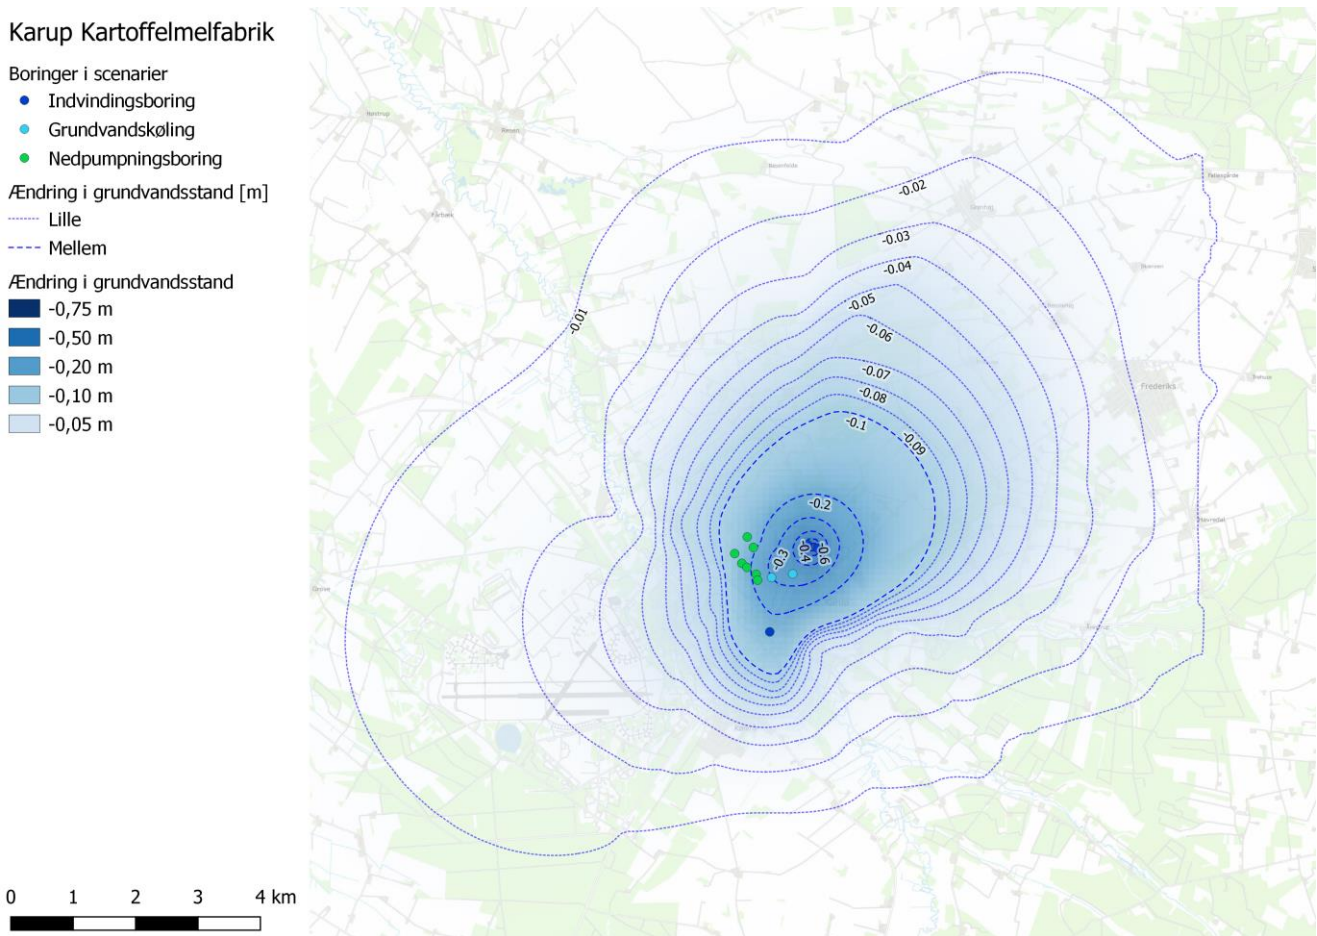 Karup Kartoffelmelfabrik
Boringer i scenarier
Indvindingsboring
Grundvandskøling
Nedpumpningsboring
Ændring i grundvandsstand [m]
Lille
Mellem
Ændring i grundvandsstand
-0,75 m
-0,50 m
-0,20 m
-0,10 m
-0,05 m
0 1 2 3 4 km
-0.02
-0.03
-0.04
-0.05
-0.01
-0.06
-0.07
-0.08
Frederiks
-0.1
-0.09
-0.2
-0.3
-0.4
-0.6
Resen
Grove